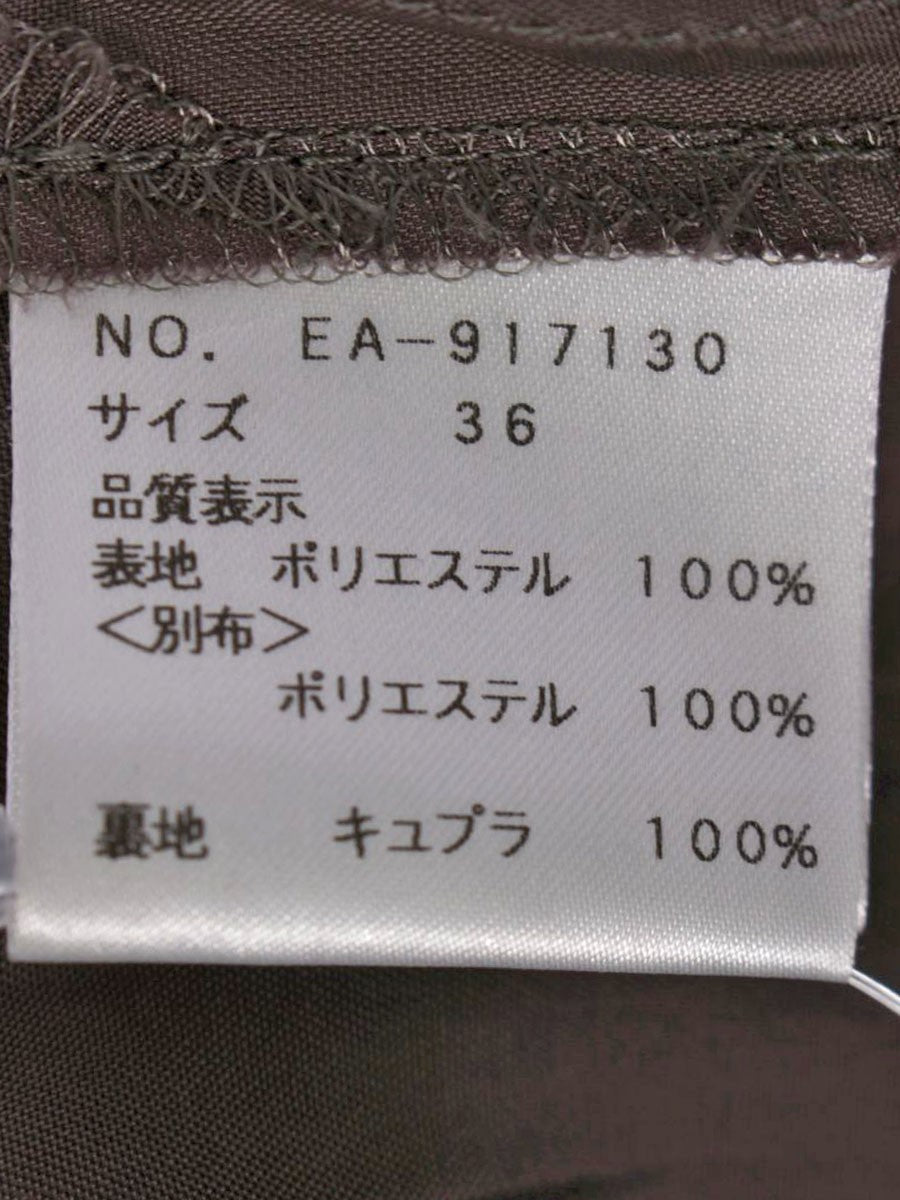 NO. EA-917130
サイズ 36
品質表示
表地 ポリエステル 100%
<別布>
ポリエステル 100%
裏地 キュプラ 100%